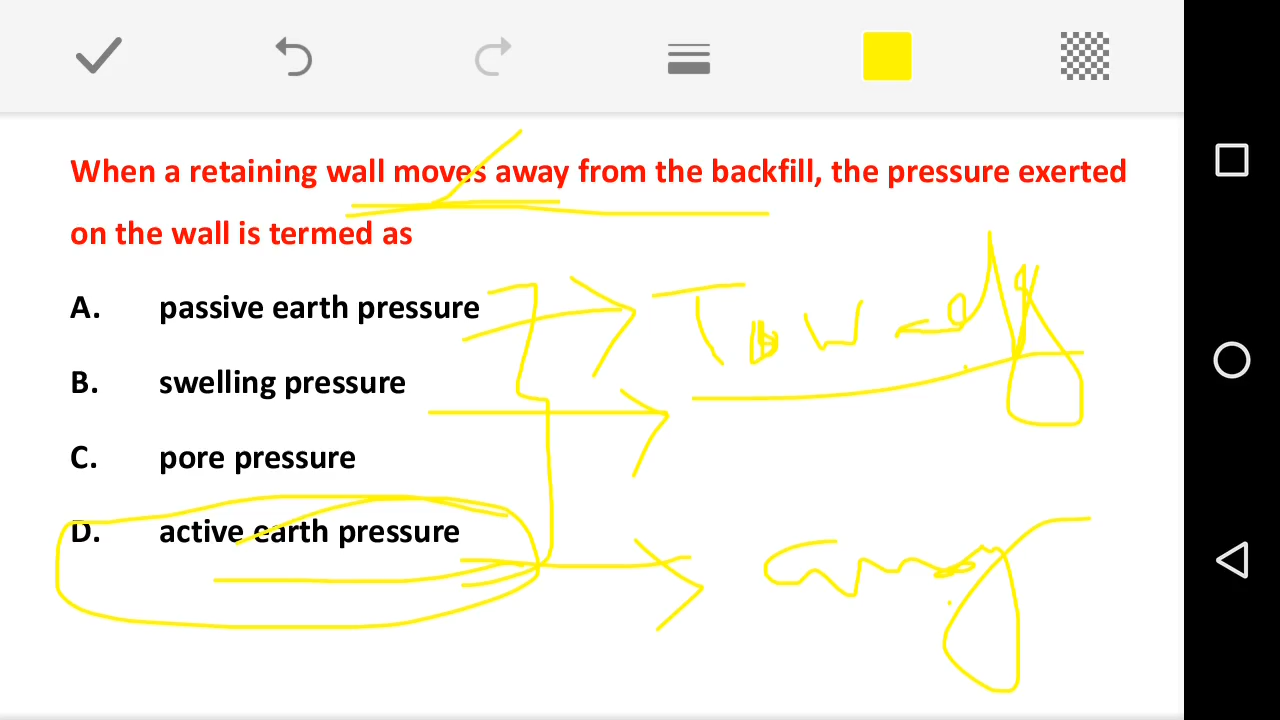 When a retaining wall moves away from the backfill, the pressure exerted
on the wall is termed as
A. passive earth pressure
Towards
B. swelling pressure
C. pore pressure
D. active earth pressure
away